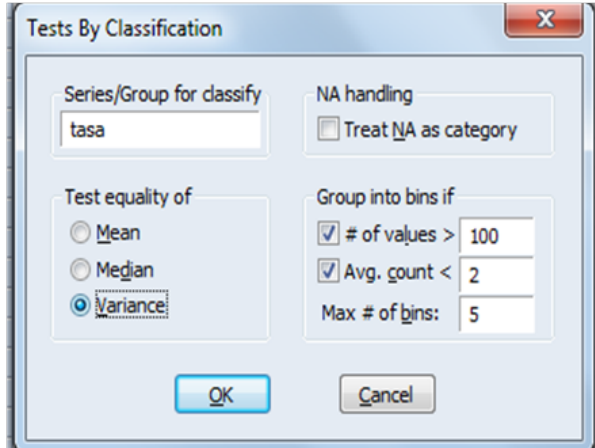 Tests By Classification
Series/Group for classify
tasa
NA handling
Treat NA as category
Test equality of
Mean
Median
Variance
Group into bins if
# of values > 100
Avg. count < 2
Max # of bins: 5
OK
Cancel